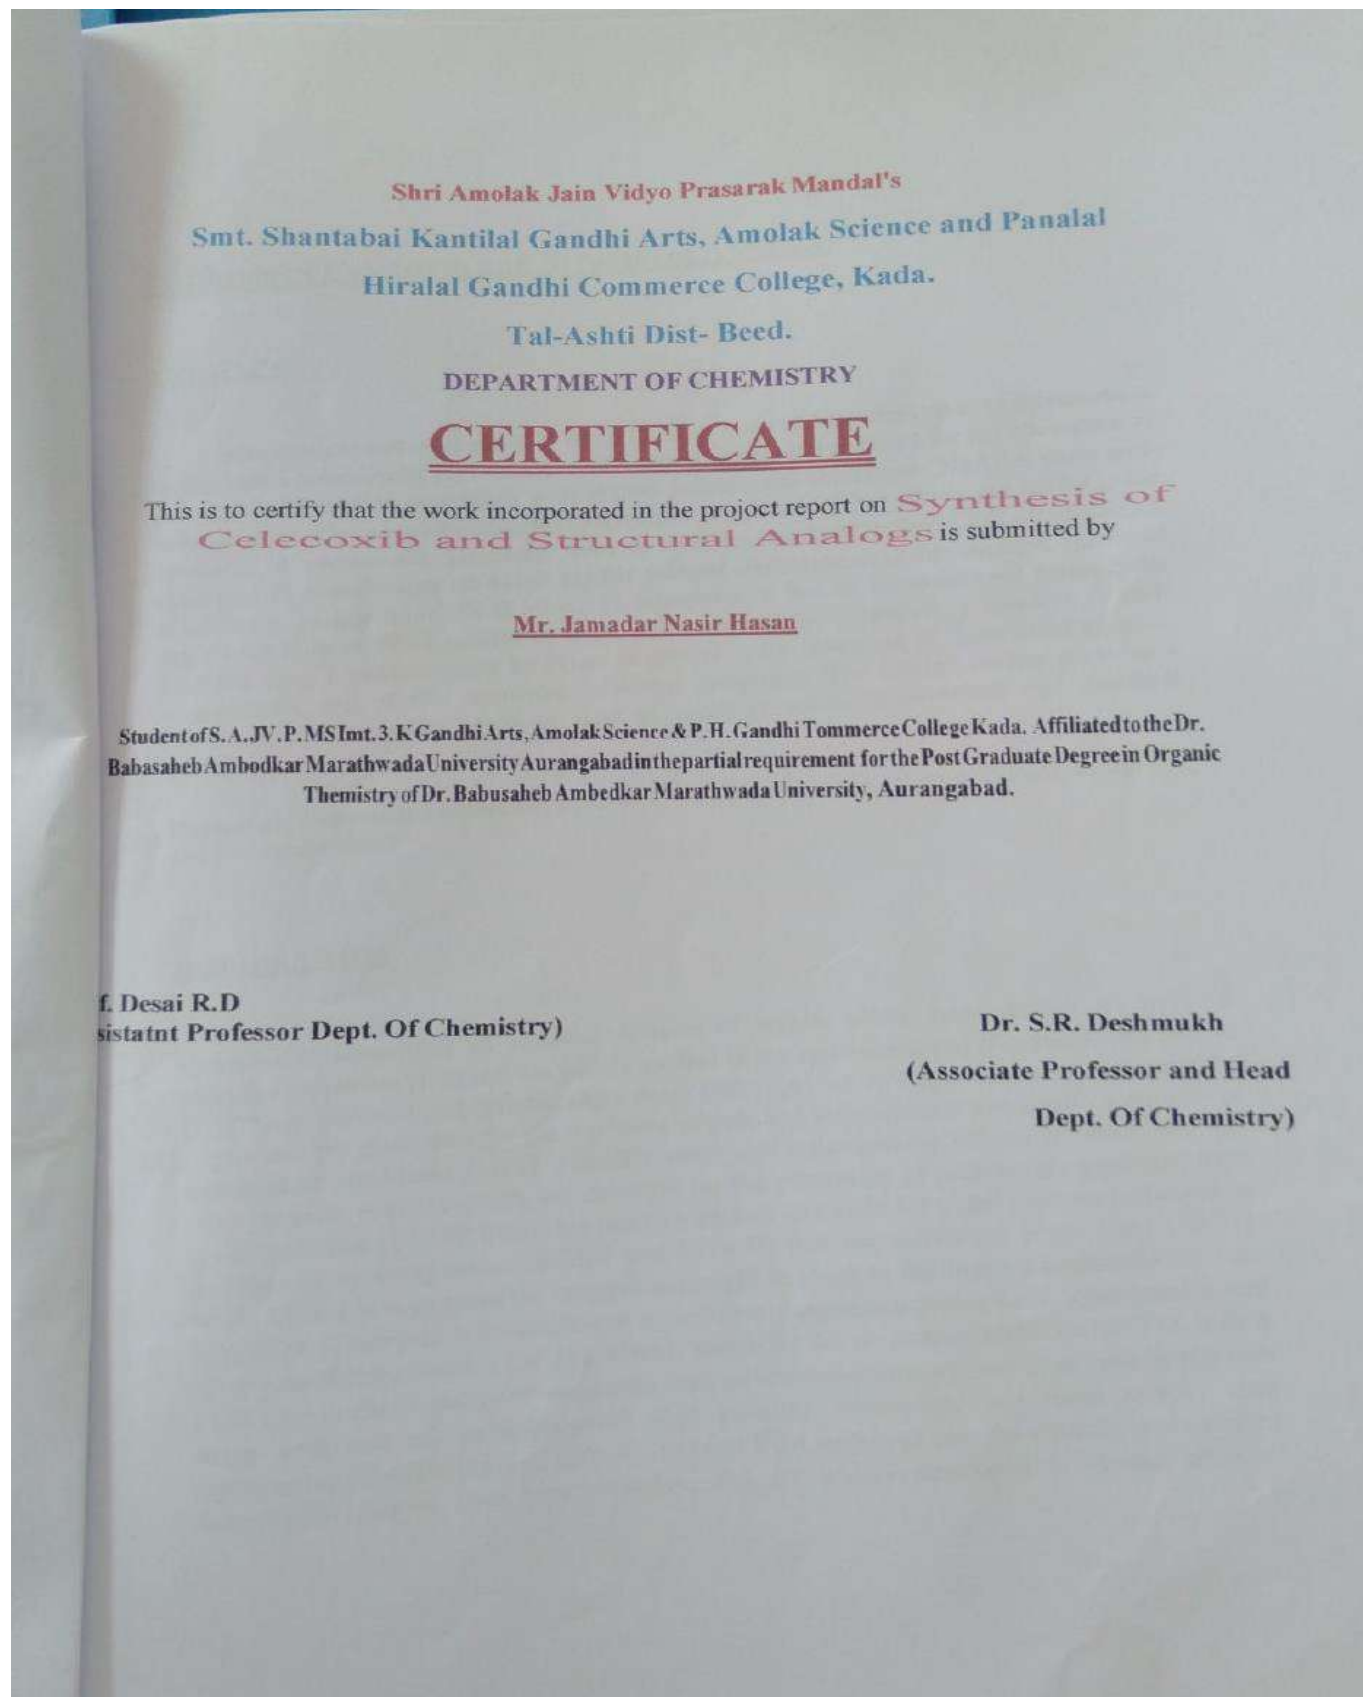 Shri Amolak Jain Vidyo Prasarak Mandal's
Smt. Shantabai Kantilal Gandhi Arts, Amolak Science and Panalal
Hiralal Gandhi Commerce College, Kada.
Tal-Ashti Dist- Beed.
DEPARTMENT OF CHEMISTRY
CERTIFICATE
This is to certify that the work incorporated in the projoct report on Synthesis of
Celecoxib and Structural Analogs is submitted by
Mr. Jamadar Nasir Hasan
Student of S. A..JV. P. MS Imt. 3. K Gandhi Arts, Amolak Science & P. H. Gandhi Tommerce College Kada. Affiliated to the Dr.
Babasaheb Ambodkar Marathwada University Aurangabad in the partial requirement for the Post Graduate Degree in Organic
Themistry of Dr. Babusaheb Ambedkar Marathwada University, Aurangabad.
f. Desai R.D
sistatnt Professor Dept. Of Chemistry)
Dr. S.R. Deshmukh
(Associate Professor and Head
Dept. Of Chemistry)